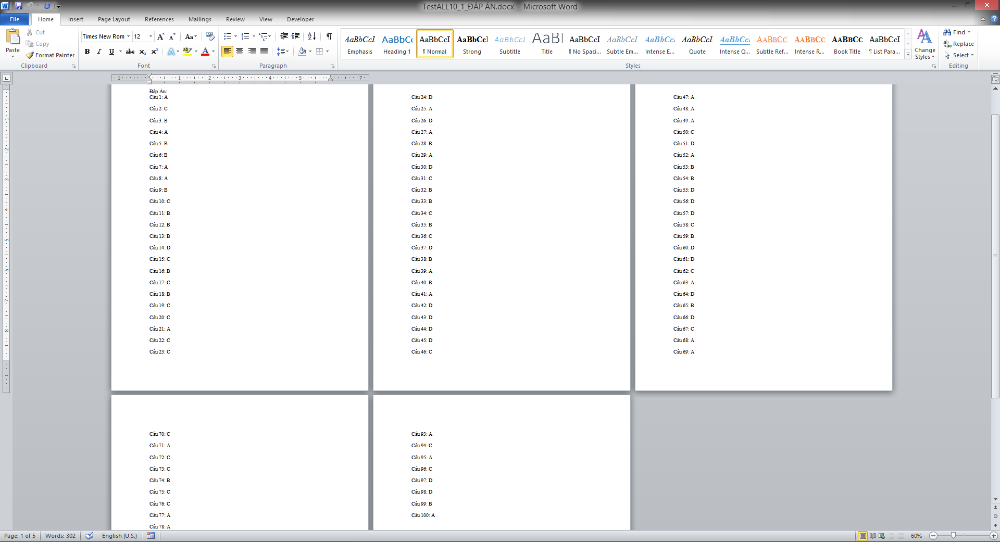 TestALL10_1_ĐÁP ÁN.docx - Microsoft Word
File Home Insert Page Layout References Mailings Review View Developer
Paste
Cut
Copy
Format Painter
Clipboard
Times New Rom 12
Font
Paragraph
AaBbCcI Emphasis
AaBbCc Heading 1
AaBbCcI ¶ Normal
AaBbCcI Strong
AaBbCcI Subtitle
AaBl Title
AaBbCcI ¶ No Spaci...
AaBbCcI Subtle Em...
AaBbCcI Intense E...
AaBbCcI Quote
AaBbCcI Intense Q...
AABBCC Subtle Ref...
AABBCC Intense R...
AABBCC Book Title
AaBbCcI ¶ List Para...
Styles
Change Styles
Find
Replace
Select
Editing
Đáp Án:
Câu 1: A
Câu 2: C
Câu 3: B
Câu 4: A
Câu 5: B
Câu 6: B
Câu 7: A
Câu 8: A
Câu 9: B
Câu 10: C
Câu 11: B
Câu 12: B
Câu 13: B
Câu 14: D
Câu 15: C
Câu 16: B
Câu 17: C
Câu 18: B
Câu 19: C
Câu 20: C
Câu 21: A
Câu 22: C
Câu 23: C
Câu 24: D
Câu 25: A
Câu 26: D
Câu 27: A
Câu 28: B
Câu 29: A
Câu 30: D
Câu 31: C
Câu 32: B
Câu 33: B
Câu 34: C
Câu 35: B
Câu 36: C
Câu 37: D
Câu 38: B
Câu 39: A
Câu 40: B
Câu 41: A
Câu 42: D
Câu 43: D
Câu 44: D
Câu 45: D
Câu 46: C
Câu 47: A
Câu 48: A
Câu 49: A
Câu 50: C
Câu 51: D
Câu 52: A
Câu 53: B
Câu 54: B
Câu 55: D
Câu 56: D
Câu 57: D
Câu 58: C
Câu 59: B
Câu 60: D
Câu 61: D
Câu 62: C
Câu 63: A
Câu 64: D
Câu 65: B
Câu 66: D
Câu 67: C
Câu 68: A
Câu 69: A
Câu 70: C
Câu 71: A
Câu 72: C
Câu 73: C
Câu 74: B
Câu 75: C
Câu 76: C
Câu 77: A
Câu 78: A
Câu 93: A
Câu 94: C
Câu 95: A
Câu 96: C
Câu 97: D
Câu 98: D
Câu 99: B
Câu 100: A
Page: 1 of 5 Words: 302 English (U.S.) 60%